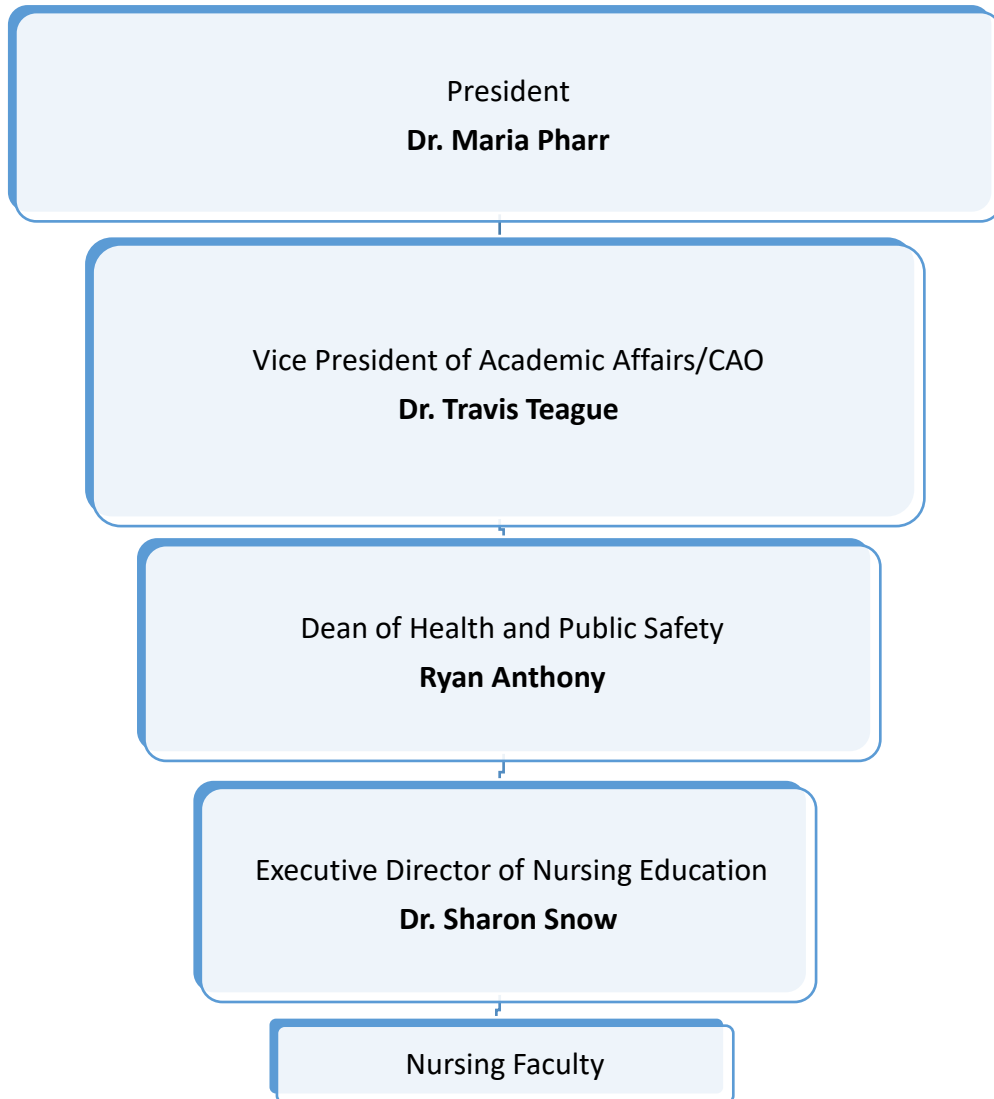 President
Dr. Maria Pharr
Vice President of Academic Affairs/CAO
Dr. Travis Teague
Dean of Health and Public Safety
Ryan Anthony
Executive Director of Nursing Education
Dr. Sharon Snow
Nursing Faculty